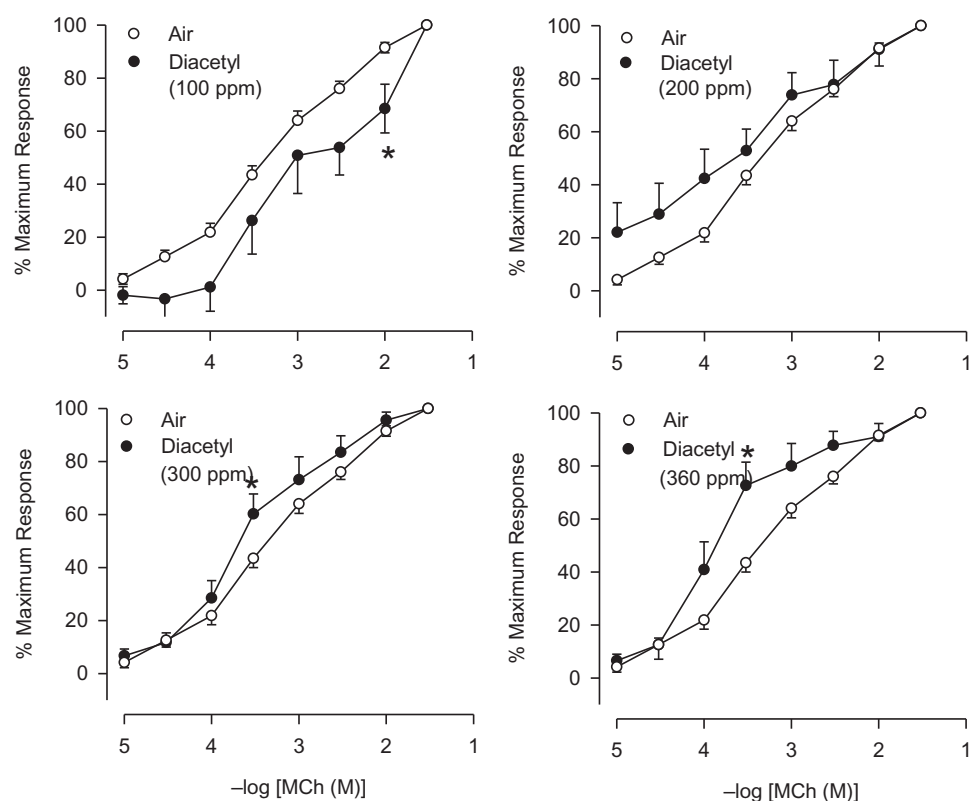 100
80
60
40
20
0
% Maximum Response
Air
Diacetyl
(100 ppm)
*
5 4 3 2 1
100
80
60
40
20
0
% Maximum Response
Air
Diacetyl
(200 ppm)
5 4 3 2 1
100
80
60
40
20
0
% Maximum Response
Air
Diacetyl
(300 ppm)
*
5 4 3 2 1
–log [MCh (M)]
100
80
60
40
20
0
% Maximum Response
Air
Diacetyl
(360 ppm)
*
5 4 3 2 1
–log [MCh (M)]